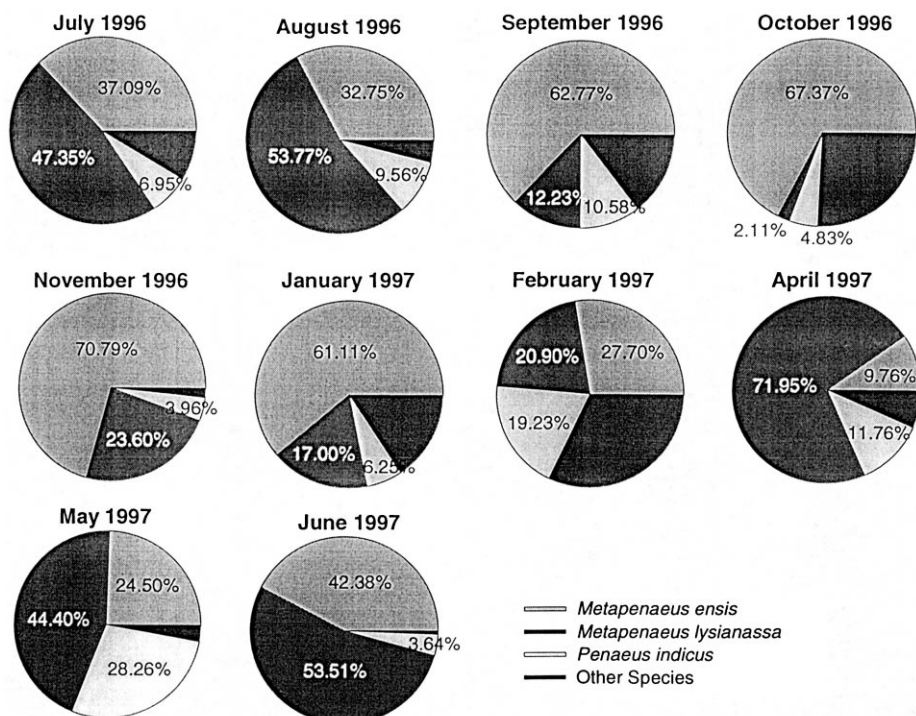 July 1996
August 1996
September 1996
October 1996
37.09%
47.35%
6.95%
32.75%
53.77%
9.56%
62.77%
12.23%
10.58%
67.37%
2.11%
4.83%
November 1996
January 1997
February 1997
April 1997
70.79%
3.96%
23.60%
61.11%
17.00%
6.25%
20.90%
27.70%
19.23%
71.95%
9.76%
11.76%
May 1997
June 1997
24.50%
44.40%
28.26%
42.38%
3.64%
53.51%
Metapenaeus ensis
Metapenaeus lysianassa
Penaeus indicus
Other Species